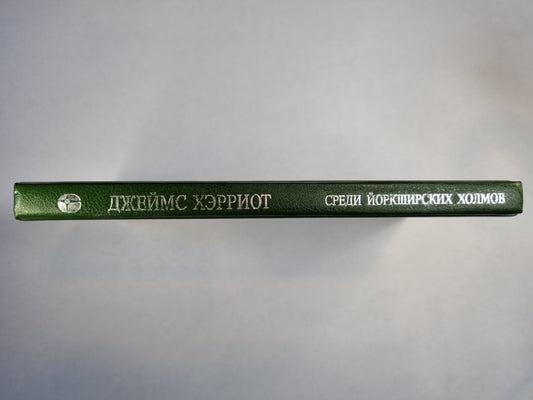 ДЖЕЙМС ХЭРРИОТ
СРЕДИ ЙОРКШИРСКИХ ХОЛМОВ